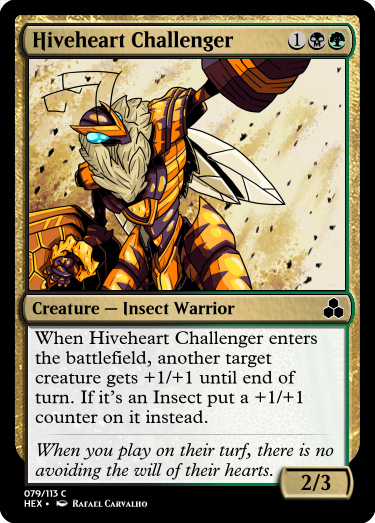 Hiveheart Challenger 1
Creature — Insect Warrior
When Hiveheart Challenger enters
the battlefield, another target
creature gets +1/+1 until end of
turn. If it's an Insect put a +1/+1
counter on it instead.
When you play on their turf, there is no
avoiding the will of their hearts.
2/3
079/113 C
HEX • Rafael Carvalho